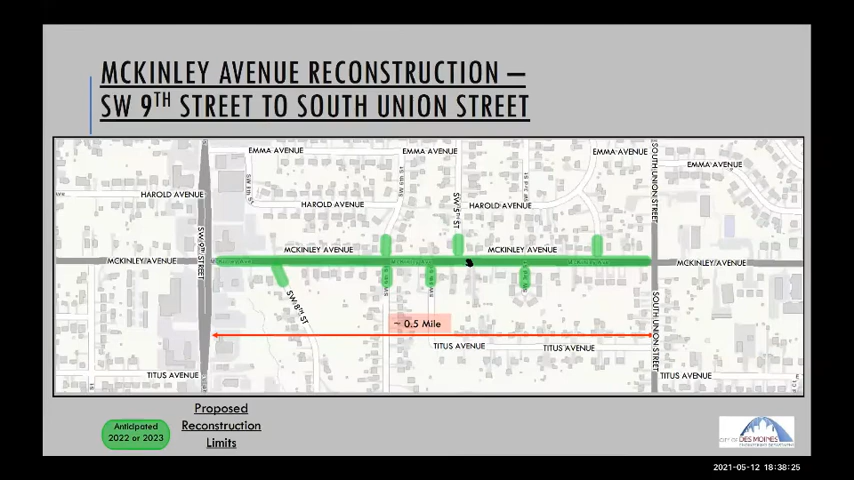 MCKINLEY AVENUE RECONSTRUCTION –
SW 9TH STREET TO SOUTH UNION STREET
EMMA AVENUE
EMMA AVENUE
EMMA AVENUE
EMMA AVENUE
HAROLD AVENUE
HAROLD AVENUE
HAROLD AVENUE
SW 5TH ST
SW 9TH STREET
SOUTH UNION STREET
MCKINLEY AVENUE
MCKINLEY AVENUE
MCKINLEY AVENUE
MCKINLEY AVENUE
SW 8TH ST
SOUTH UNION STREET
~ 0.5 Mile
TITUS AVENUE
TITUS AVENUE
TITUS AVENUE
TITUS AVENUE
Anticipated
2022 or 2023
Proposed
Reconstruction
Limits
CITY OF DES MOINES
2021-05-12 18:38:25